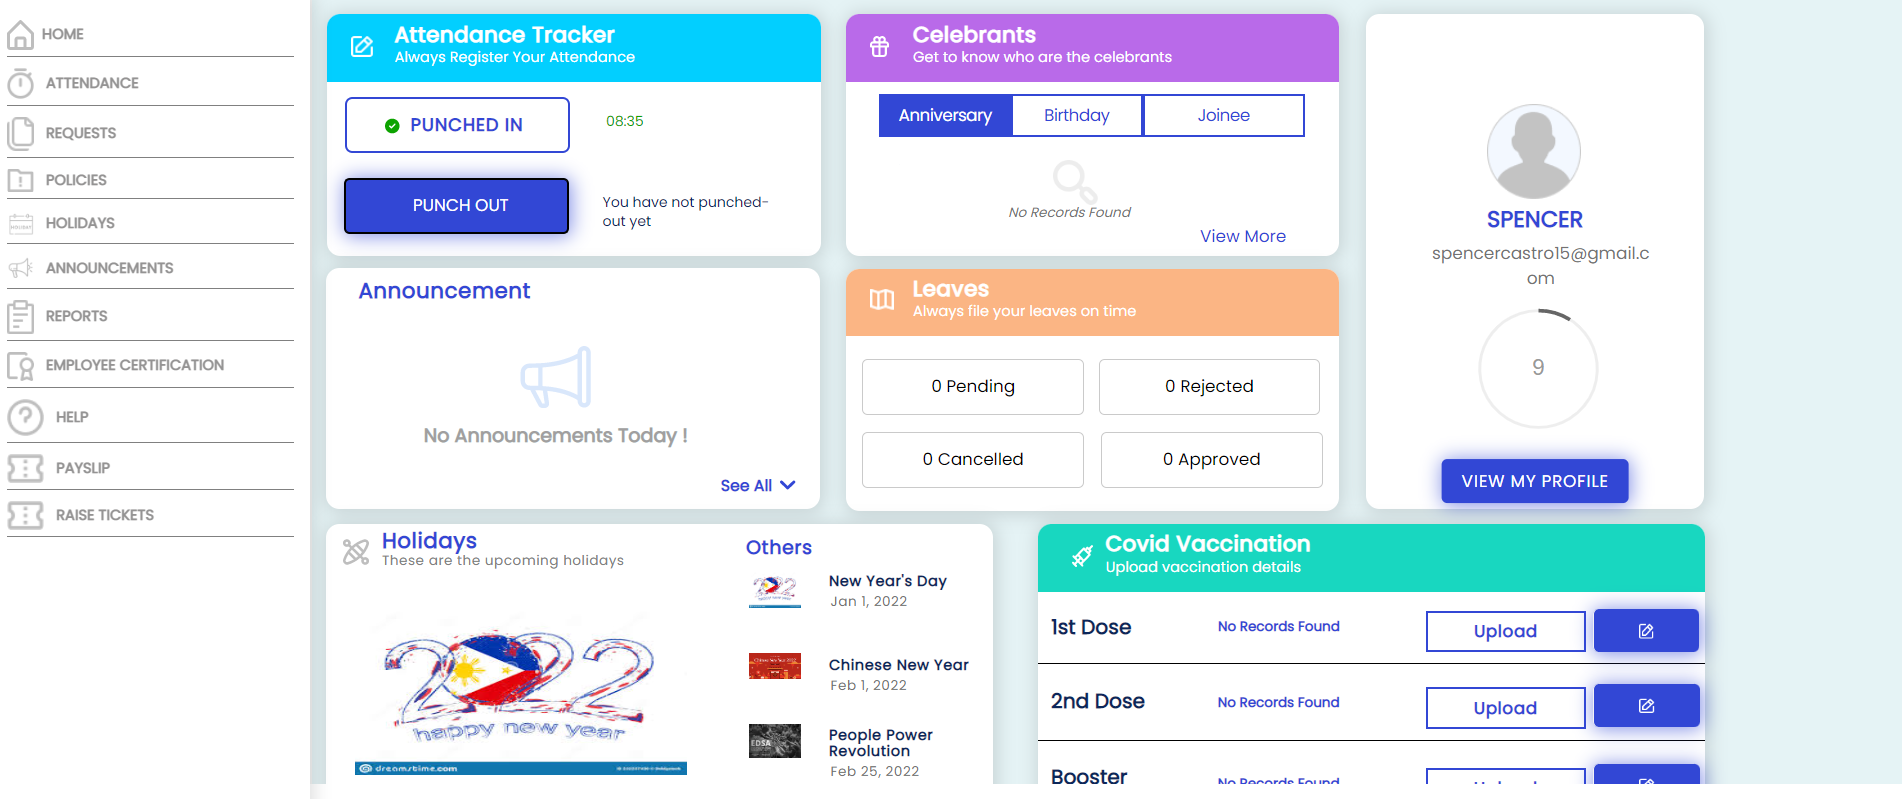 HOME
ATTENDANCE
REQUESTS
POLICIES
HOLIDAYS
ANNOUNCEMENTS
REPORTS
EMPLOYEE CERTIFICATION
HELP
PAYSLIP
RAISE TICKETS
Attendance Tracker
Always Register Your Attendance
PUNCHED IN
08:35
PUNCH OUT
You have not punched-
out yet
Celebrants
Get to know who are the celebrants
Anniversary
Birthday
Joinee
No Records Found
View More
SPENCER
spencercastro15@gmail.c
om
9
VIEW MY PROFILE
Announcement
No Announcements Today !
See All
Leaves
Always file your leaves on time
0 Pending
0 Rejected
0 Cancelled
0 Approved
Holidays
These are the upcoming holidays
2022
happy new year
dreamstime.com
Others
New Year's Day
Jan 1, 2022
Chinese New Year
Feb 1, 2022
EDSA
People Power
Revolution
Feb 25, 2022
Covid Vaccination
Upload vaccination details
1st Dose
No Records Found
Upload
2nd Dose
No Records Found
Upload
Booster
No Records Found
Upload